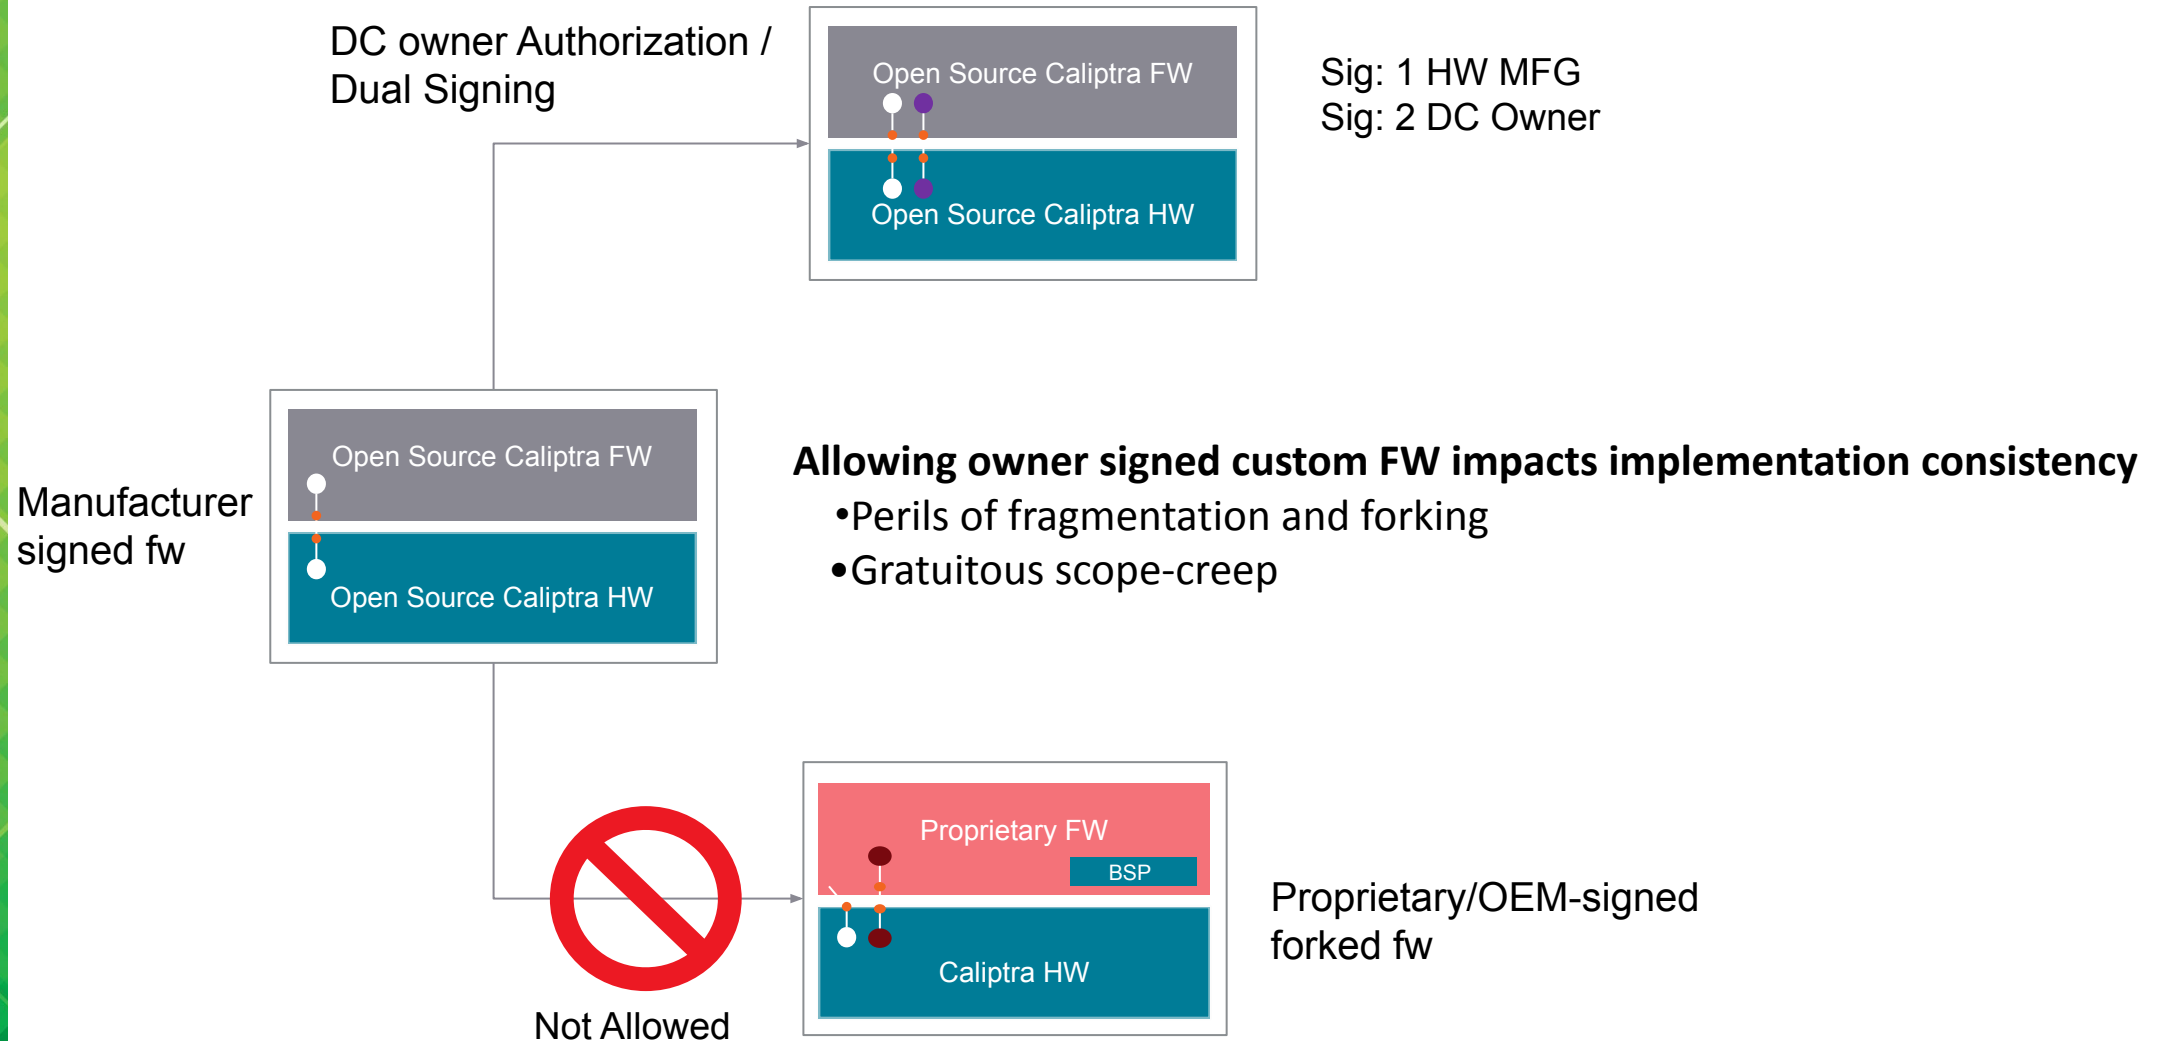 DC owner Authorization /
Dual Signing
Open Source Caliptra FW
Open Source Caliptra HW
Sig: 1 HW MFG
Sig: 2 DC Owner
Manufacturer
signed fw
Open Source Caliptra FW
Open Source Caliptra HW
Allowing owner signed custom FW impacts implementation consistency
•Perils of fragmentation and forking
•Gratuitous scope-creep
Not Allowed
Proprietary FW
BSP
Caliptra HW
Proprietary/OEM-signed
forked fw